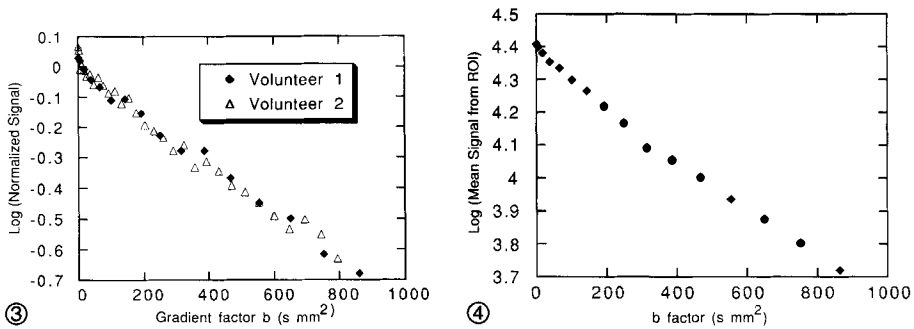 0.1
0
-0.1
-0.2
-0.3
-0.4
-0.5
-0.6
-0.7
Log (Normalized Signal)
Volunteer 1
Volunteer 2
0 200 400 600 800 1000
Gradient factor b (s mm²)
③
4.5
4.4
4.3
4.2
4.1
4
3.9
3.8
3.7
Log (Mean Signal from ROI)
0 200 400 600 800 1000
b factor (s mm²)
④